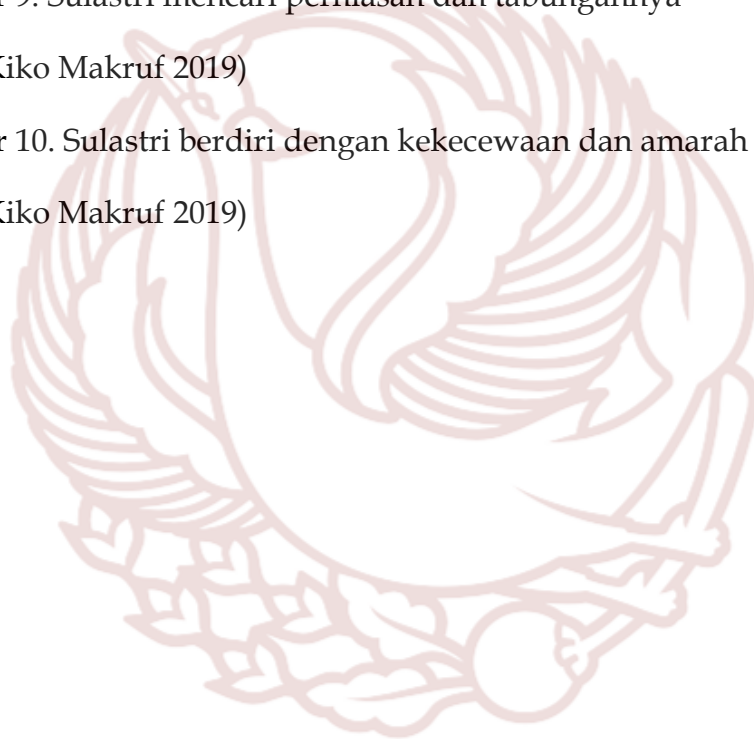 r 9. Sulastri mencari perhiasan dan tabungannya
Kiko Makruf 2019)
r 10. Sulastri berdiri dengan kekecewaan dan amarah
Kiko Makruf 2019)